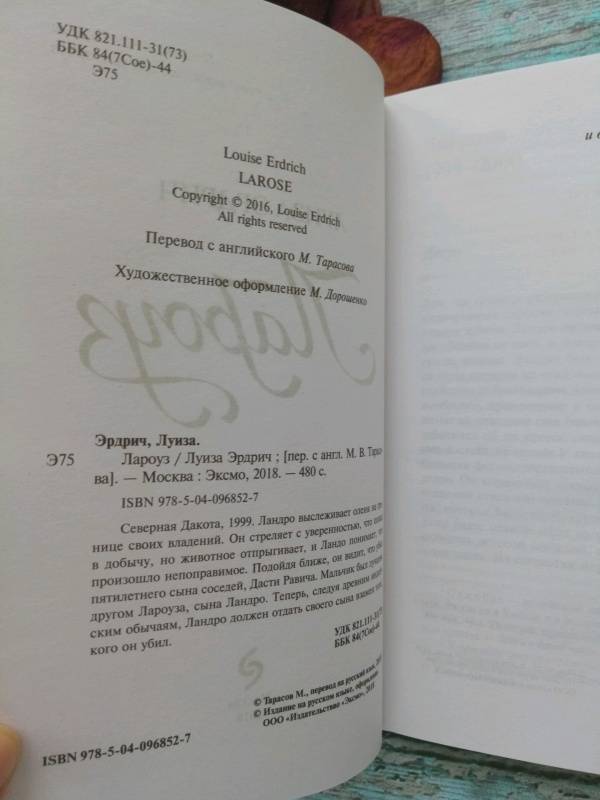 УДК 821.111-31(73)
ББК 84(7Сое)-44
Э75
Louise Erdrich
LAROSE
Copyright © 2016, Louise Erdrich
All rights reserved
Перевод с английского М. Тарасова
Художественное оформление М. Дорошенко
Лароуз
Эрдрич, Луиза.
Э75 Лароуз / Луиза Эрдрич ; [пер. с англ. М. В. Тарасо-
ва]. — Москва : Эксмо, 2018. — 480 с.
ISBN 978-5-04-096852-7
Северная Дакота, 1999. Ландро выслеживает оленя на
нице своих владений. Он стреляет с уверенностью, что
в добычу, но животное отпрыгивает, и Ландо понимает,
произошло непоправимое. Подойдя ближе, он видит, что
пятилетнего сына соседей, Дасти Равича. Мальчик был
другом Лароуза, сына Ландро. Теперь, следуя древним
ским обычаям, Ландро должен отдать своего сына взамен
кого он убил.
УДК 821.111-31(73)
ББК 84(7Сое)-44
© Тарасов М., перевод на русский язык,
© Издание на русском языке, оформление.
ООО «Издательство «Эксмо», 2018
ISBN 978-5-04-096852-7
и